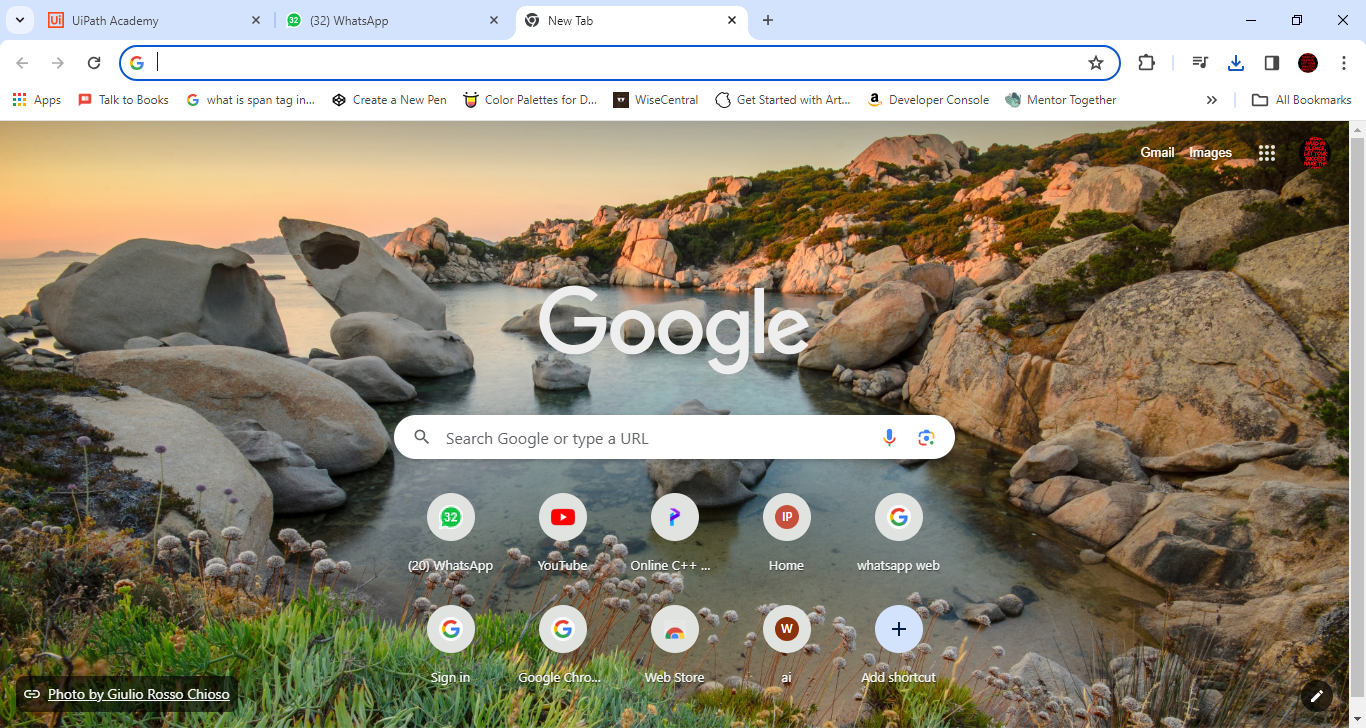 Ui UiPath Academy 32 (32) WhatsApp New Tab
Apps Talk to Books what is span tag in... Create a New Pen Color Palettes for D... WiseCentral Get Started with Art... Developer Console Mentor Together All Bookmarks
Gmail Images
Google
Search Google or type a URL
32 IP
(20) WhatsApp YouTube Online C++ ... Home whatsapp web
W
Sign in Google Chro... Web Store ai Add shortcut
Photo by Giulio Rosso Chioso